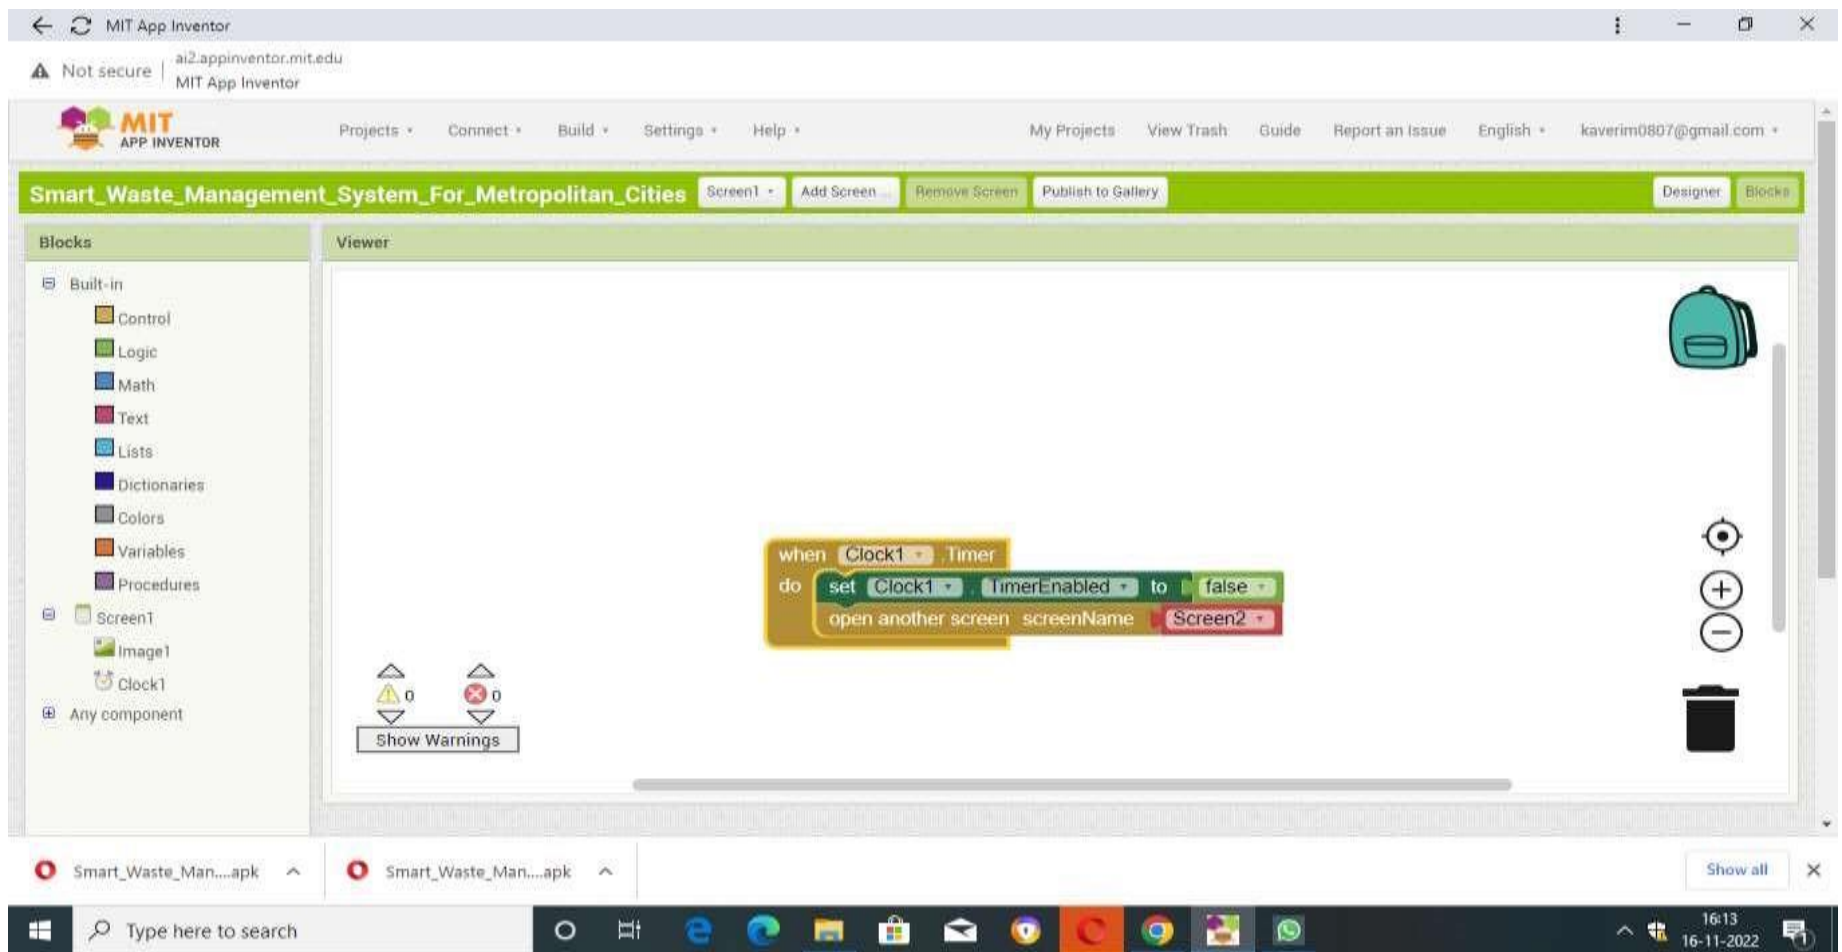 MIT App Inventor
Not secure
ai2.appinventor.mit.edu
MIT App Inventor
MIT
APP INVENTOR
Projects Connect Build Settings Help My Projects View Trash Guide Report an Issue English kaverim0807@gmail.com
Smart_Waste_Management_System_For_Metropolitan_Cities Screen1 Add Screen ... Remove Screen Publish to Gallery Designer Blocks
Blocks
Viewer
Built-in
Control
Logic
Math
Text
Lists
Dictionaries
Colors
Variables
Procedures
Screen1
Image1
Clock1
Any component
when Clock1 .Timer
do set Clock1 . TimerEnabled to false
open another screen screenName Screen2
0 0
Show Warnings
Smart_Waste_Man....apk Smart_Waste_Man....apk Show all
Type here to search
16:13
16-11-2022
1